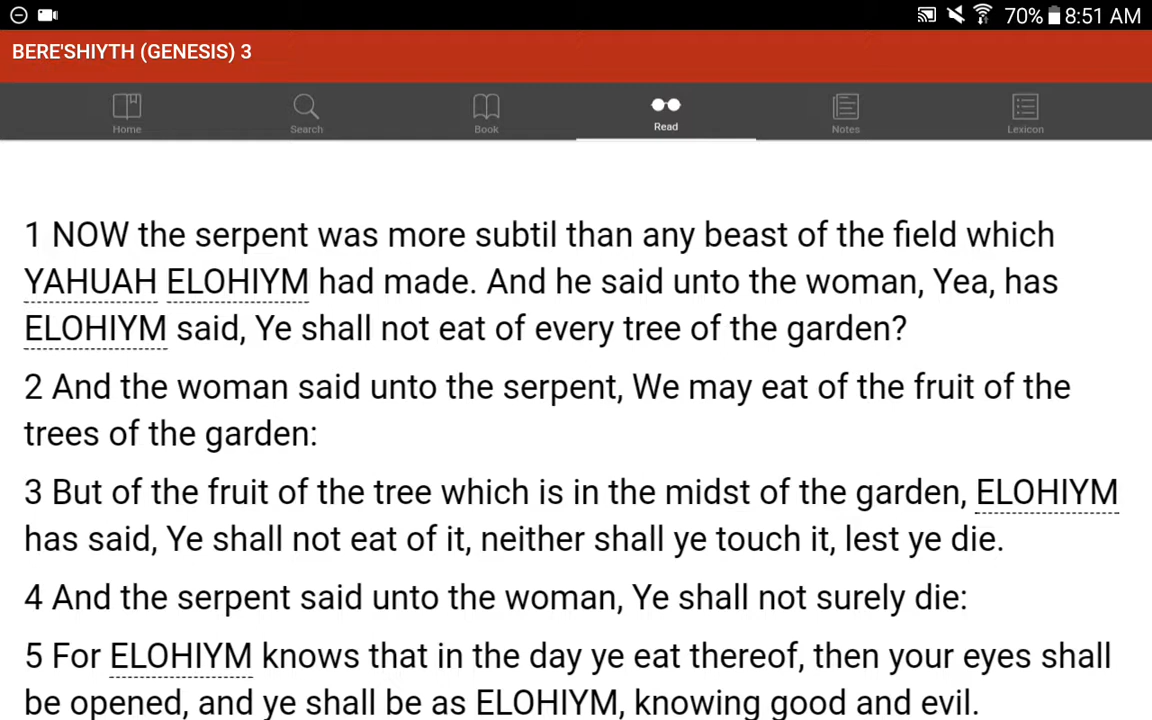 70% 8:51 AM
BERE'SHIYTH (GENESIS) 3
Home Search Book Read Notes Lexicon
1 NOW the serpent was more subtil than any beast of the field which
YAHUAH ELOHIYM had made. And he said unto the woman, Yea, has
ELOHIYM said, Ye shall not eat of every tree of the garden?
2 And the woman said unto the serpent, We may eat of the fruit of the
trees of the garden:
3 But of the fruit of the tree which is in the midst of the garden, ELOHIYM
has said, Ye shall not eat of it, neither shall ye touch it, lest ye die.
4 And the serpent said unto the woman, Ye shall not surely die:
5 For ELOHIYM knows that in the day ye eat thereof, then your eyes shall
be opened, and ye shall be as ELOHIYM, knowing good and evil.